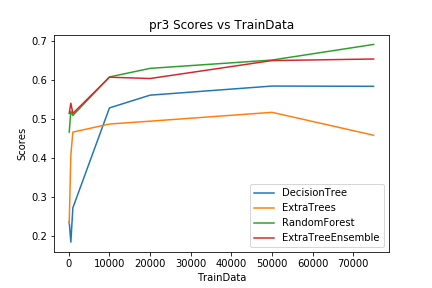 pr3 Scores vs TrainData
0.7
0.6
0.5
0.4
0.3
0.2
Scores
DecisionTree
ExtraTrees
RandomForest
ExtraTreeEnsemble
0 10000 20000 30000 40000 50000 60000 70000
TrainData